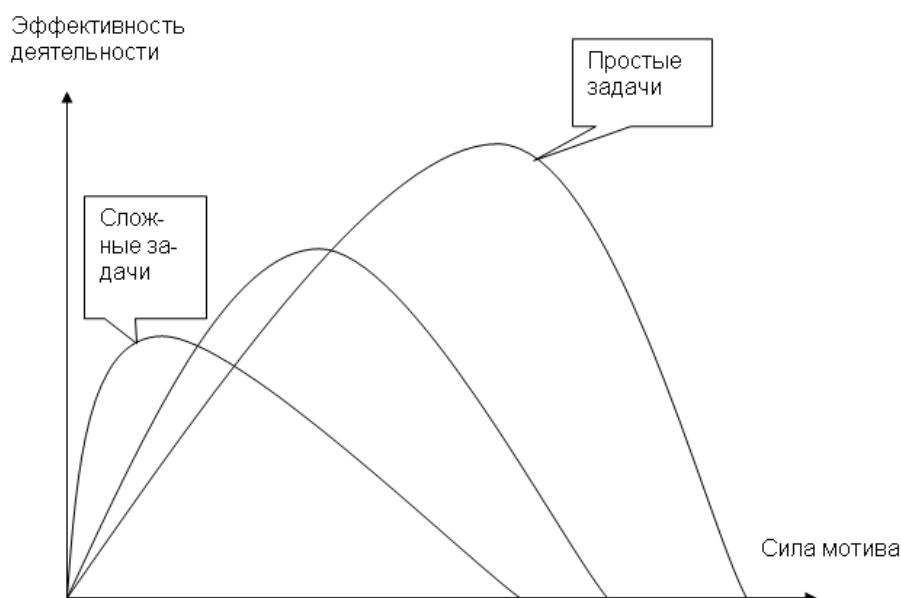 Эффективность
деятельности
Простые
задачи
Слож-
ные за-
дачи
Сила мотива